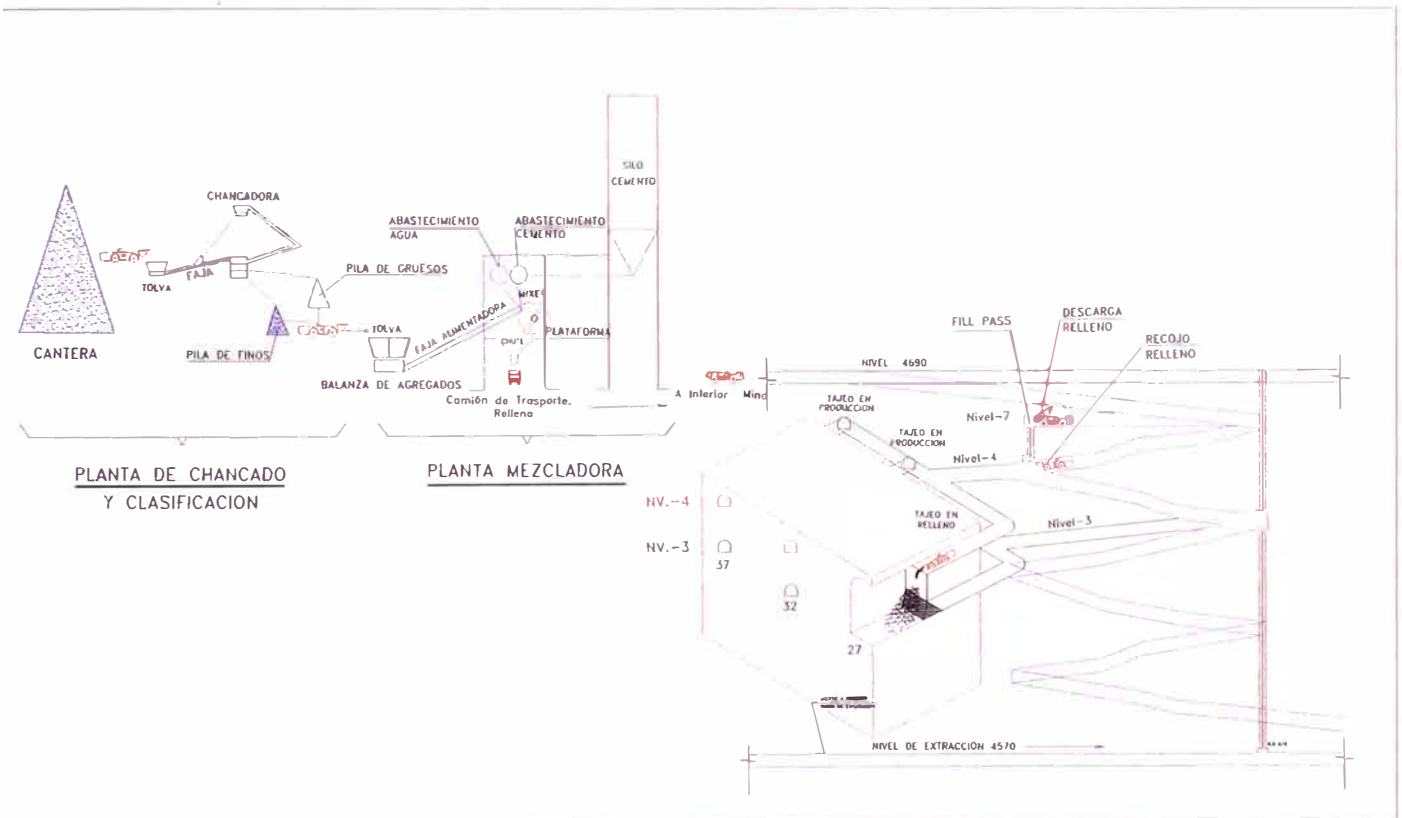 CANTERA
TOLVA
FAJA
CHANCADORA
PILA DE GRUESOS
PILA DE FINOS
PLANTA DE CHANCADO
Y CLASIFICACION
TOLVA
BALANZA DE AGREGADOS
FAJA ALIMENTADORA
ABASTECIMIENTO
AGUA
ABASTECIMIENTO
CEMENTO
PLATAFORMA
Camión de Trasporte.
Relleno
SILO
CEMENTO
PLANTA MEZCLADORA
A Interior Mina
NIVEL 4690
FILL PASS
DESCARGA
RELLENO
RECOJO
RELLENO
TAJEO EN
PRODUCCION
TAJEO EN
PRODUCCION
Nivel-7
Nivel-4
TAJEO EN
RELLENO
Nivel-3
NV.-4
NV.-3
37
32
27
NIVEL DE EXTRACCION 4570